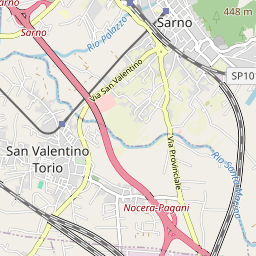 Sarno
448 m
Rio Palazzo
Sarno
SP10
Via San Valentino
San Valentino
Torio
Via Provinciale
Nocera-Pagani